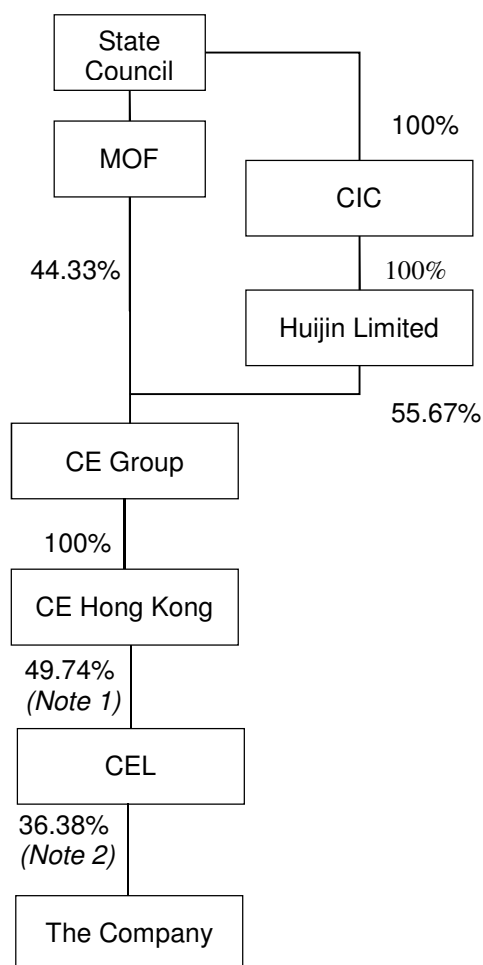 State
Council
MOF
100%
CIC
44.33%
100%
Huijin Limited
55.67%
CE Group
100%
CE Hong Kong
49.74%
(Note 1)
CEL
36.38%
(Note 2)
The Company